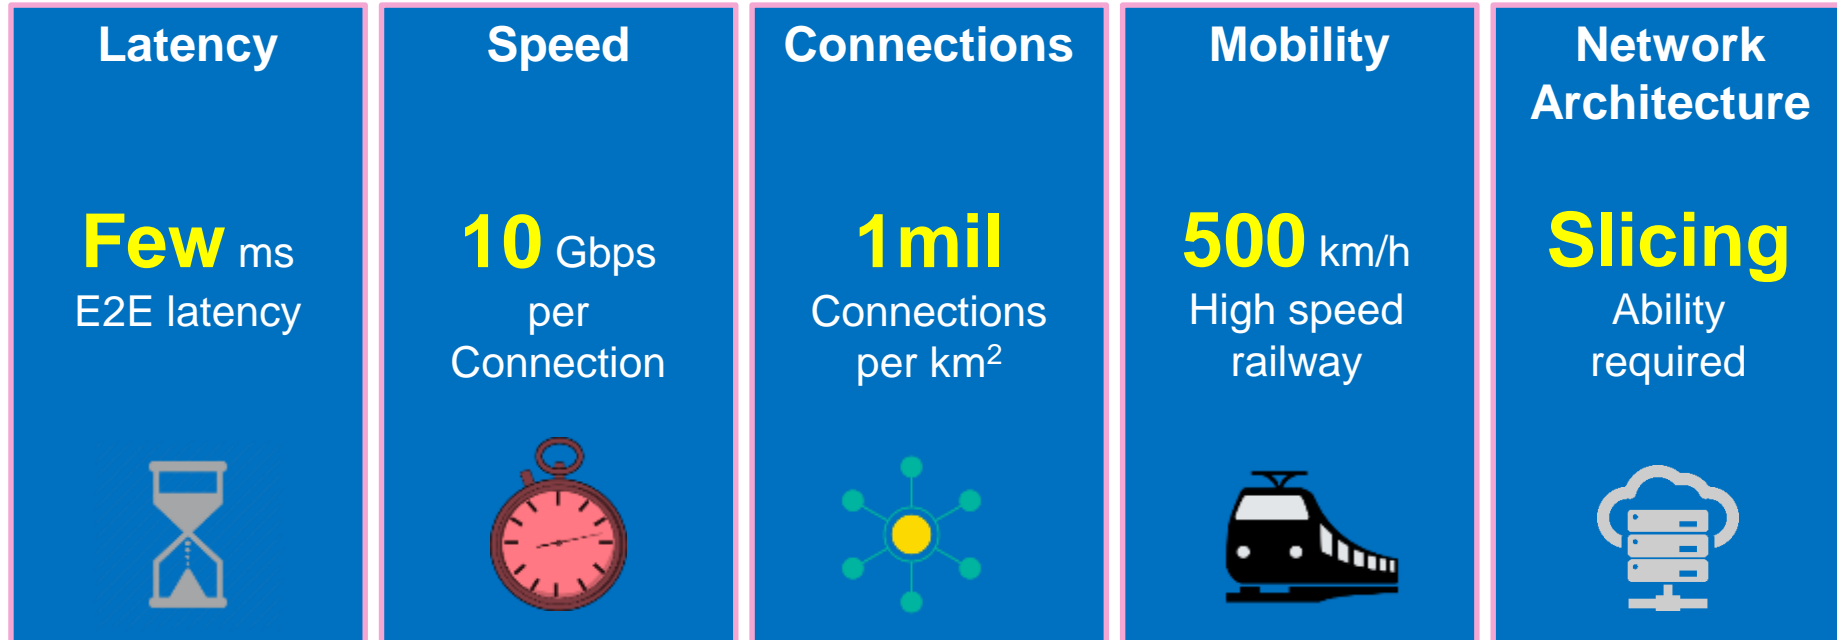 Latency
Few ms
E2E latency
Speed
10 Gbps
per
Connection
Connections
1mil
Connections
per km²
Mobility
500 km/h
High speed
railway
Network
Architecture
Slicing
Ability
required